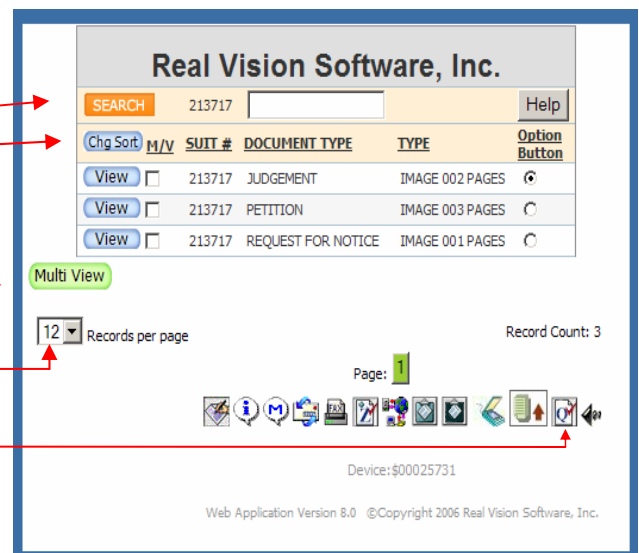 Real Vision Software, Inc.
SEARCH 213717 Help
Chg Sort M/V SUIT # DOCUMENT TYPE TYPE Option Button
View 213717 JUDGEMENT IMAGE 002 PAGES
View 213717 PETITION IMAGE 003 PAGES
View 213717 REQUEST FOR NOTICE IMAGE 001 PAGES
Multi View
12 Records per page Record Count: 3
Page: 1
FAX
Device:$00025731
Web Application Version 8.0 ©Copyright 2006 Real Vision Software, Inc.